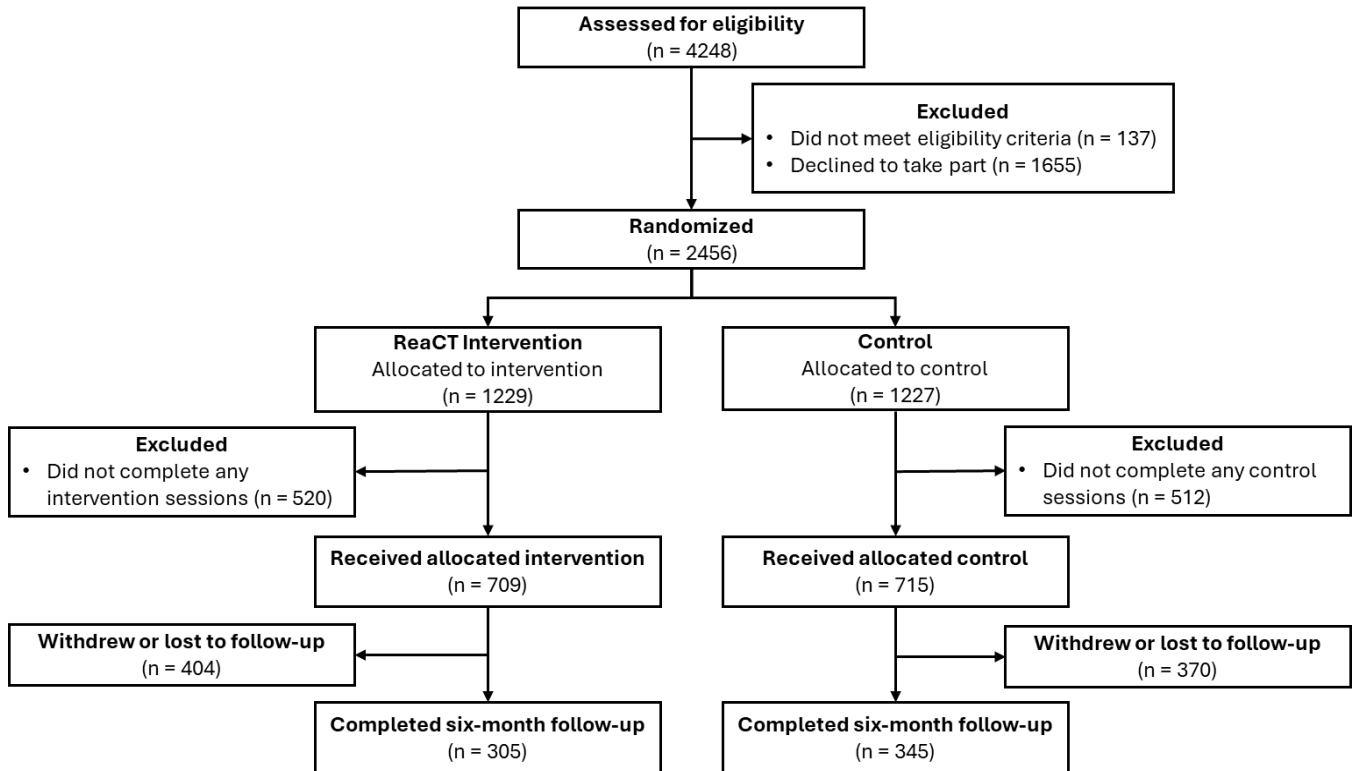 Assessed for eligibility
(n = 4248)
Excluded
• Did not meet eligibility criteria (n = 137)
• Declined to take part (n = 1655)
Randomized
(n = 2456)
ReaCT Intervention
Allocated to intervention
(n = 1229)
Control
Allocated to control
(n = 1227)
Excluded
• Did not complete any
intervention sessions (n = 520)
Excluded
• Did not complete any control
sessions (n = 512)
Received allocated intervention
(n = 709)
Received allocated control
(n = 715)
Withdrew or lost to follow-up
(n = 404)
Withdrew or lost to follow-up
(n = 370)
Completed six-month follow-up
(n = 305)
Completed six-month follow-up
(n = 345)